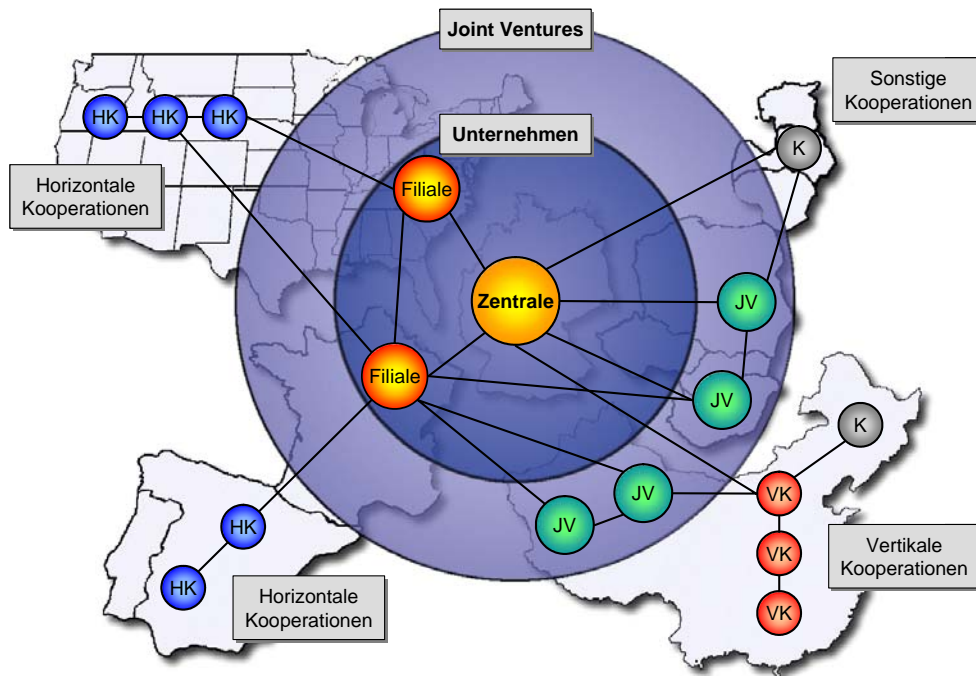 Joint Ventures
Sonstige
Kooperationen
HK
HK
HK
Unternehmen
K
Horizontale
Kooperationen
Filiale
Zentrale
JV
Filiale
JV
K
JV
VK
JV
HK
VK
Vertikale
Kooperationen
HK
Horizontale
Kooperationen
VK